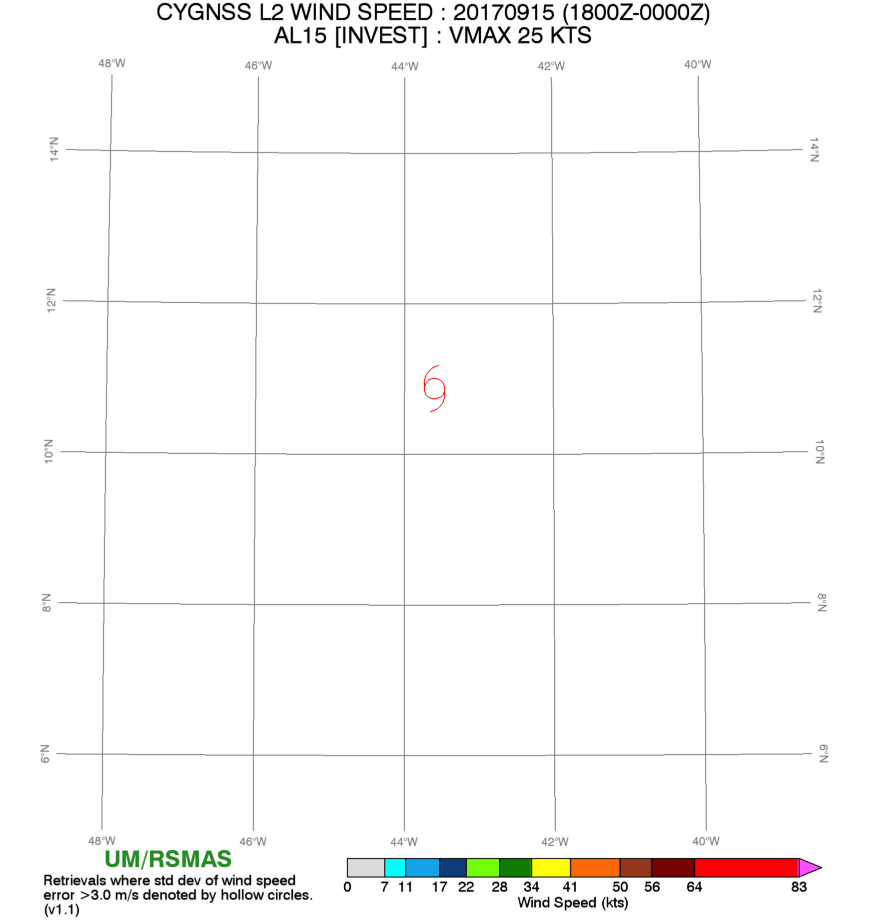 CYGNSS L2 WIND SPEED : 20170915 (1800Z-0000Z)
AL15 [INVEST] : VMAX 25 KTS
48°W 46°W 44°W 42°W 40°W
14°N 14°N
12°N 12°N
10°N 10°N
8°N 8°N
6°N 6°N
48°W 46°W 44°W 42°W 40°W
UM/RSMAS
Retrievals where std dev of wind speed
error >3.0 m/s denoted by hollow circles.
(v1.1)
0 7 11 17 22 28 34 41 50 56 64 83
Wind Speed (kts)